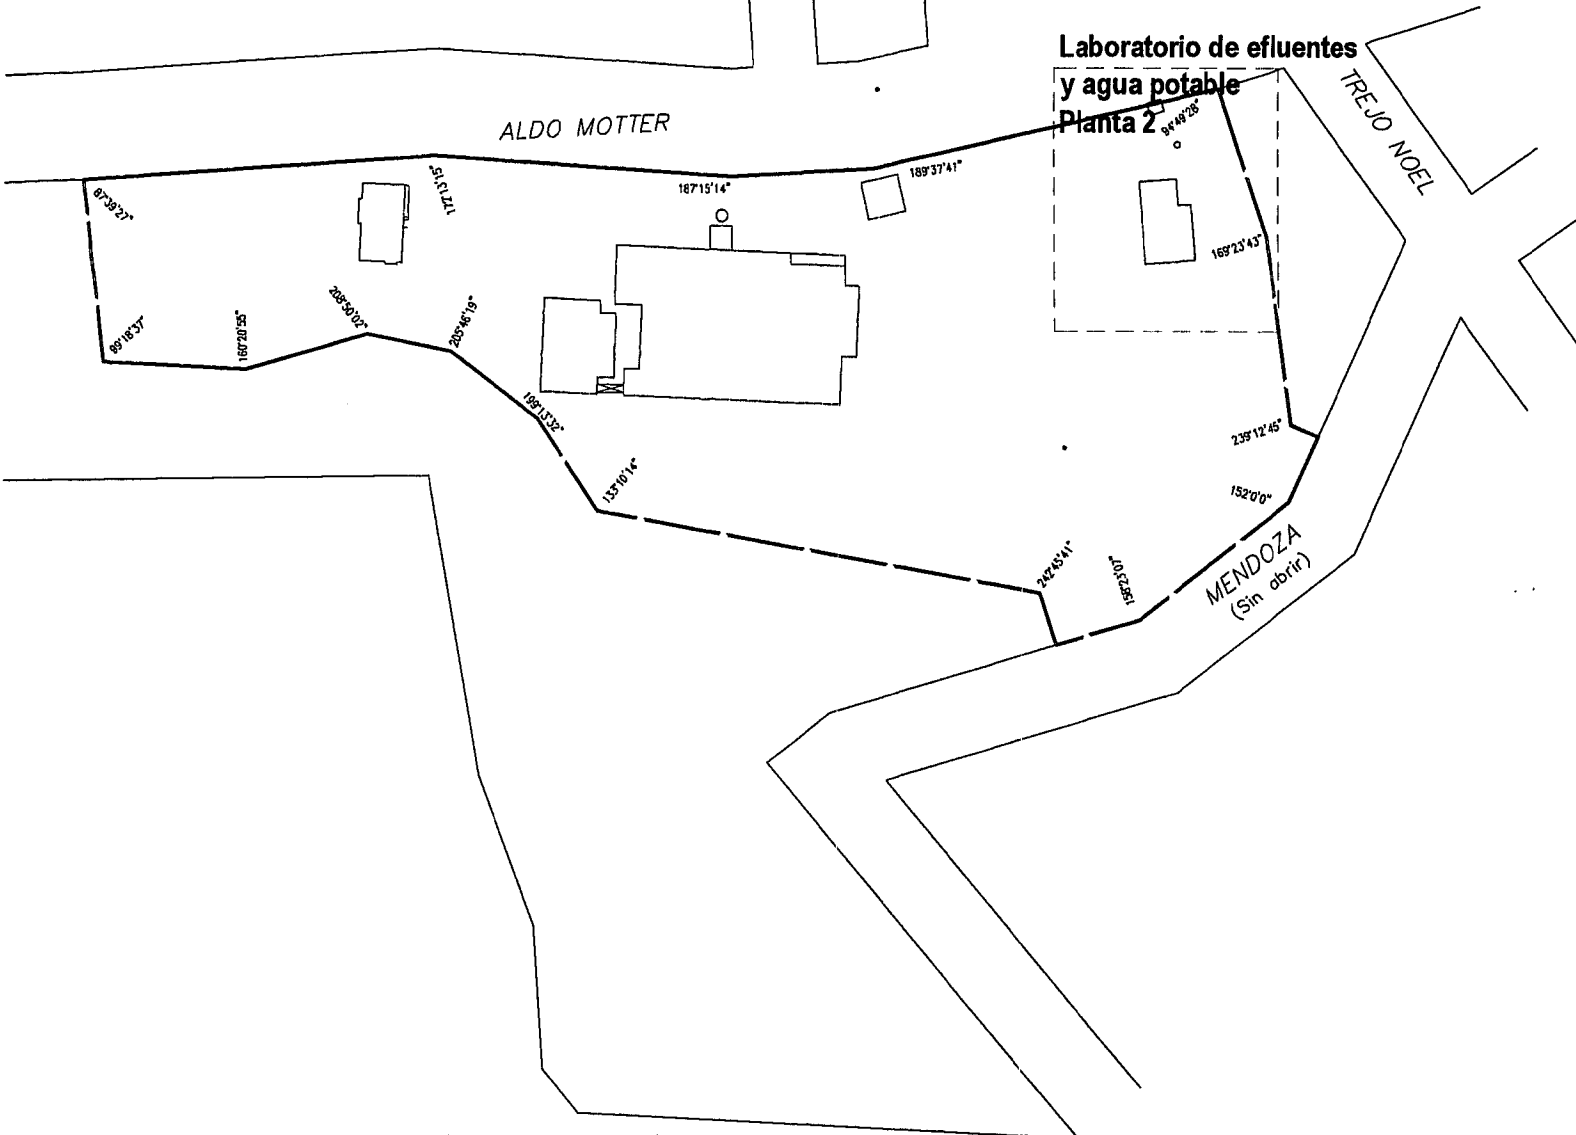 Laboratorio de efluentes
y agua potable
Planta 2
TREJO NOEL
ALDO MOTTER
94°49'28"
87°39'27"
172°13'15"
187°15'14"
189°37'41"
169°23'43"
99°18'37"
160°20'55"
208°50'02"
205°46'19"
199°13'32"
133°10'14"
239°12'45"
152°0'0"
242°45'41"
158°23'07"
MENDOZA
(Sin abrir)